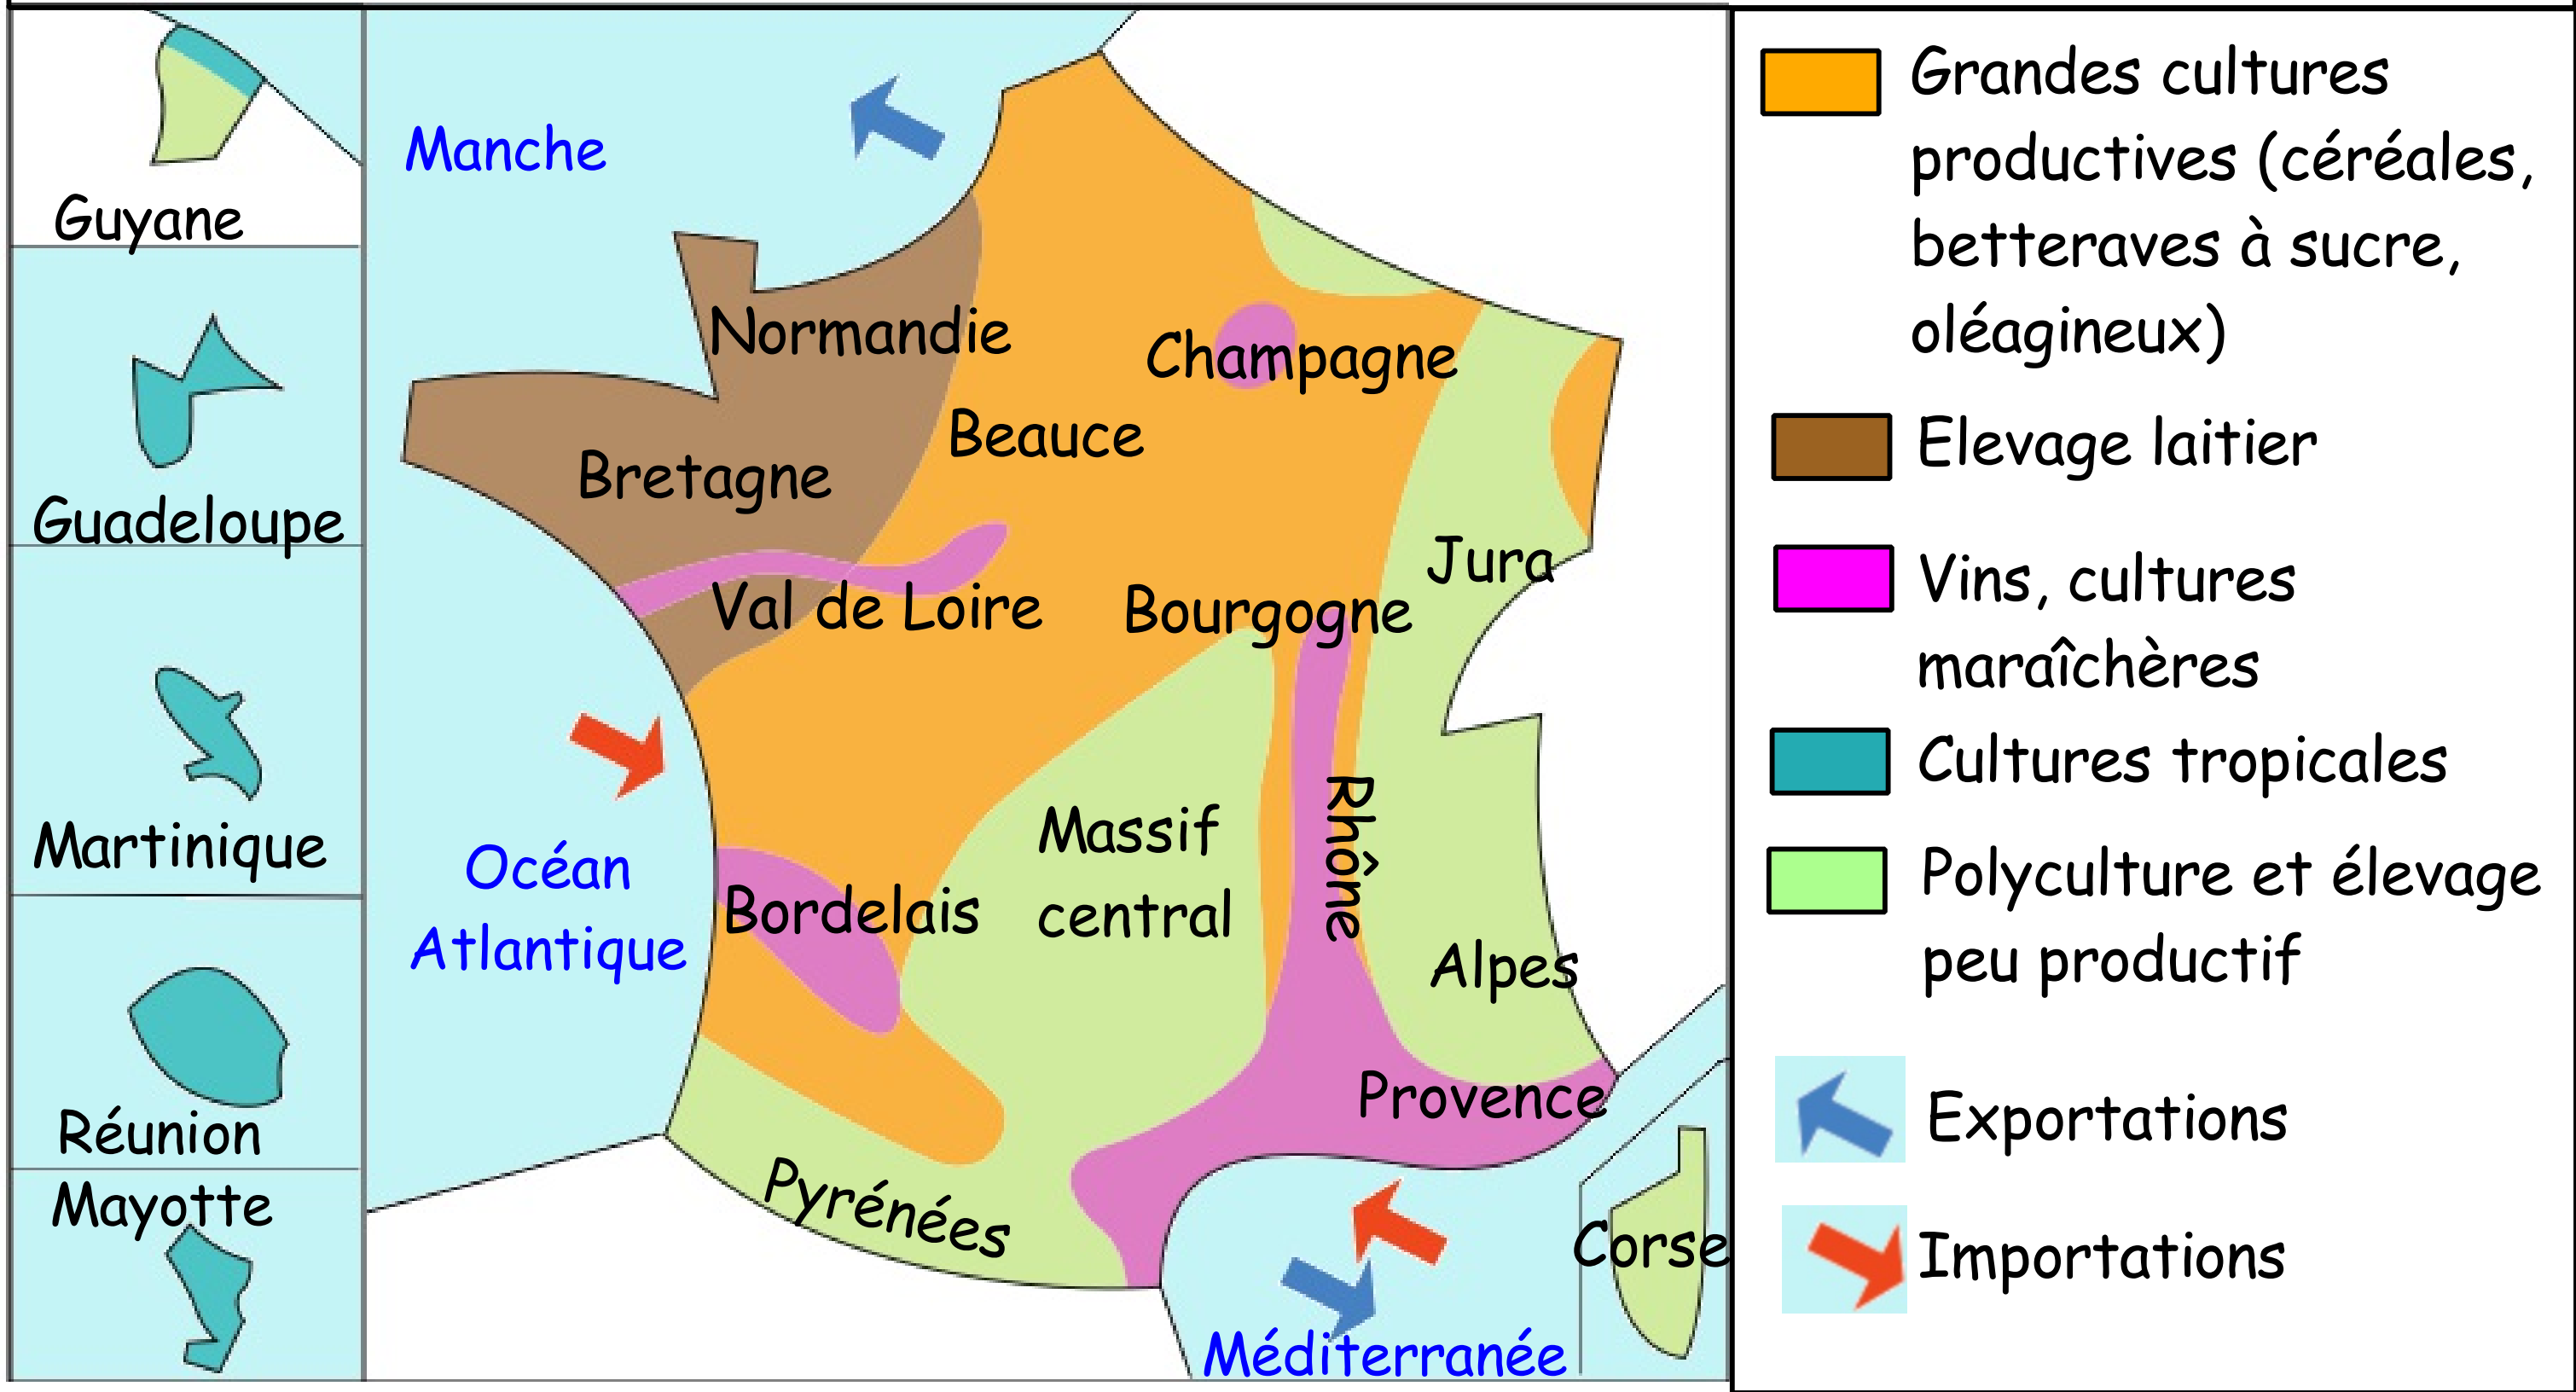 Guyane
Guadeloupe
Martinique
Réunion
Mayotte
Manche
Normandie
Champagne
Beauce
Bretagne
Jura
Val de Loire
Bourgogne
Rhône
Massif
central
Océan
Atlantique
Bordelais
Alpes
Provence
Pyrénées
Corse
Méditerranée
Grandes cultures
productives (céréales,
betteraves à sucre,
oléagineux)
Elevage laitier
Vins, cultures
maraîchères
Cultures tropicales
Polyculture et élevage
peu productif
Exportations
Importations